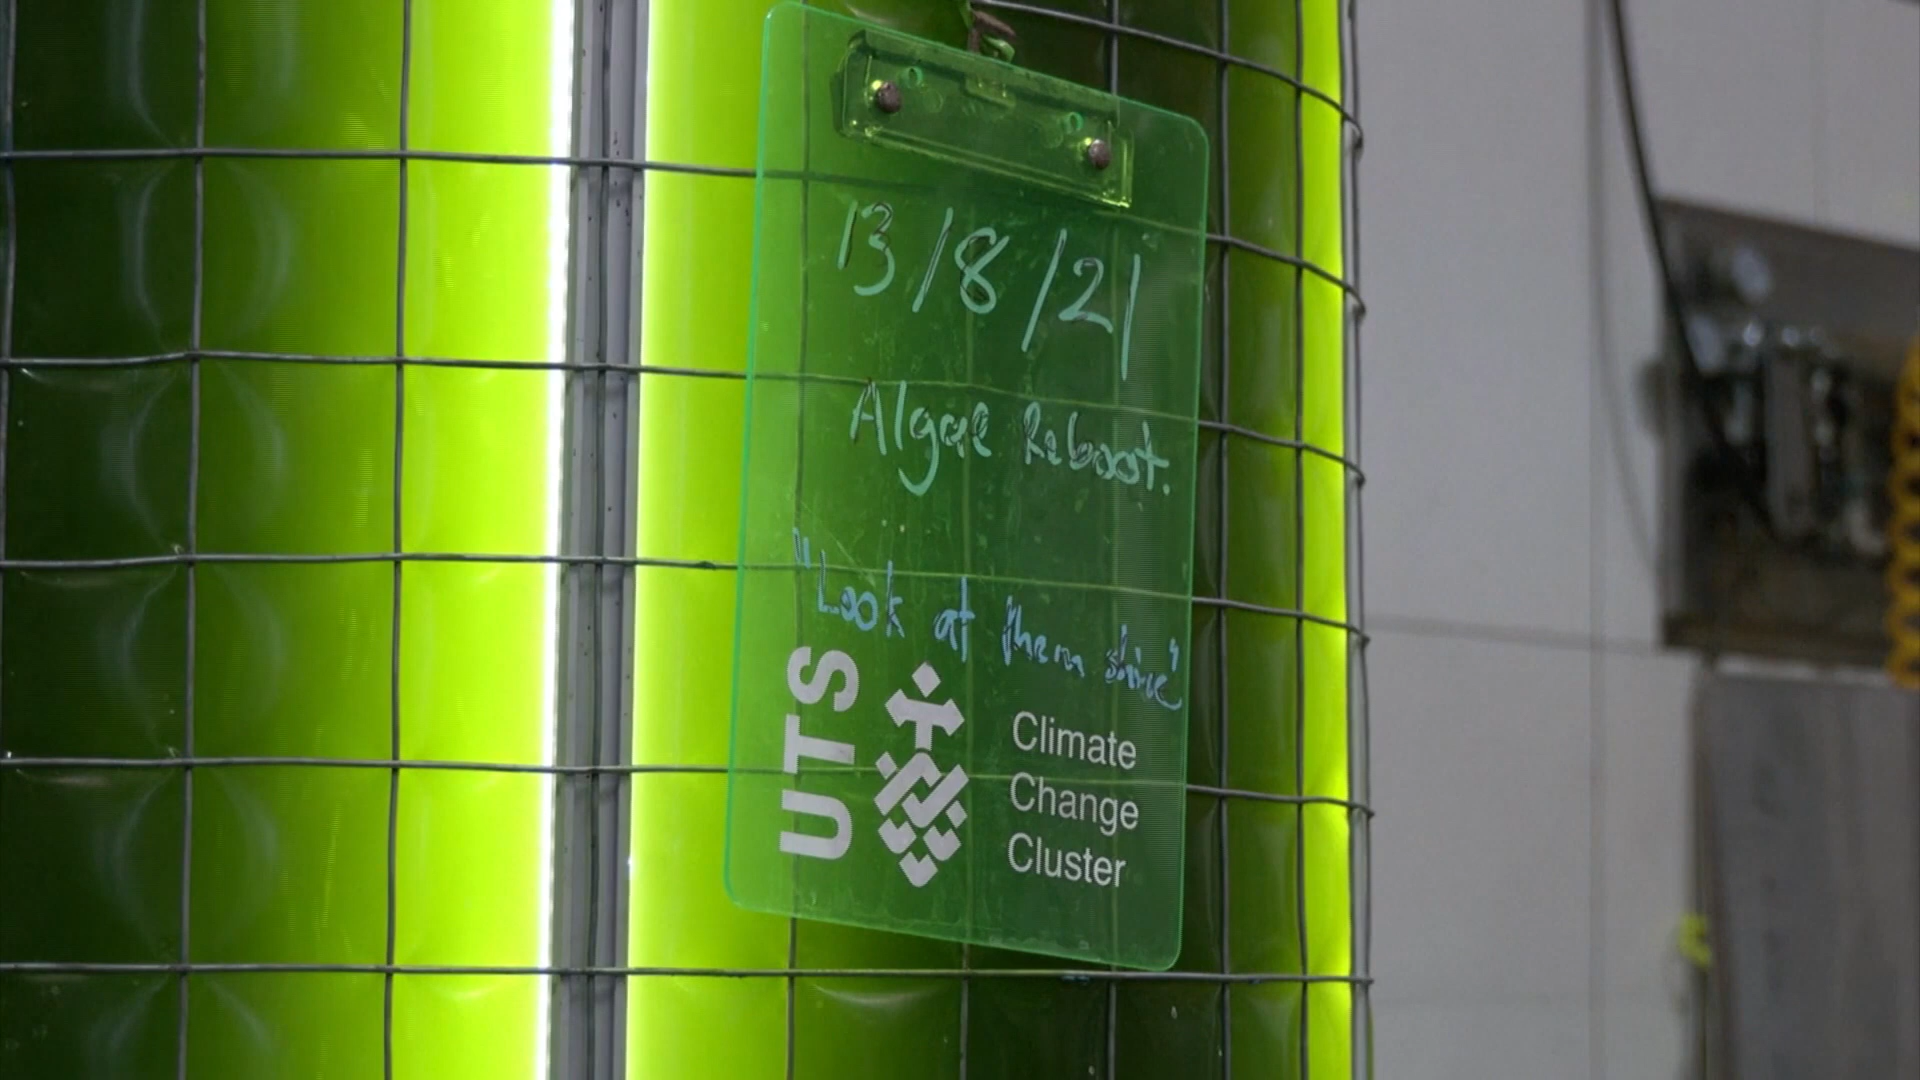 13/8/21
Algae Reboot.
"Look at them shine"
UTS
Climate
Change
Cluster